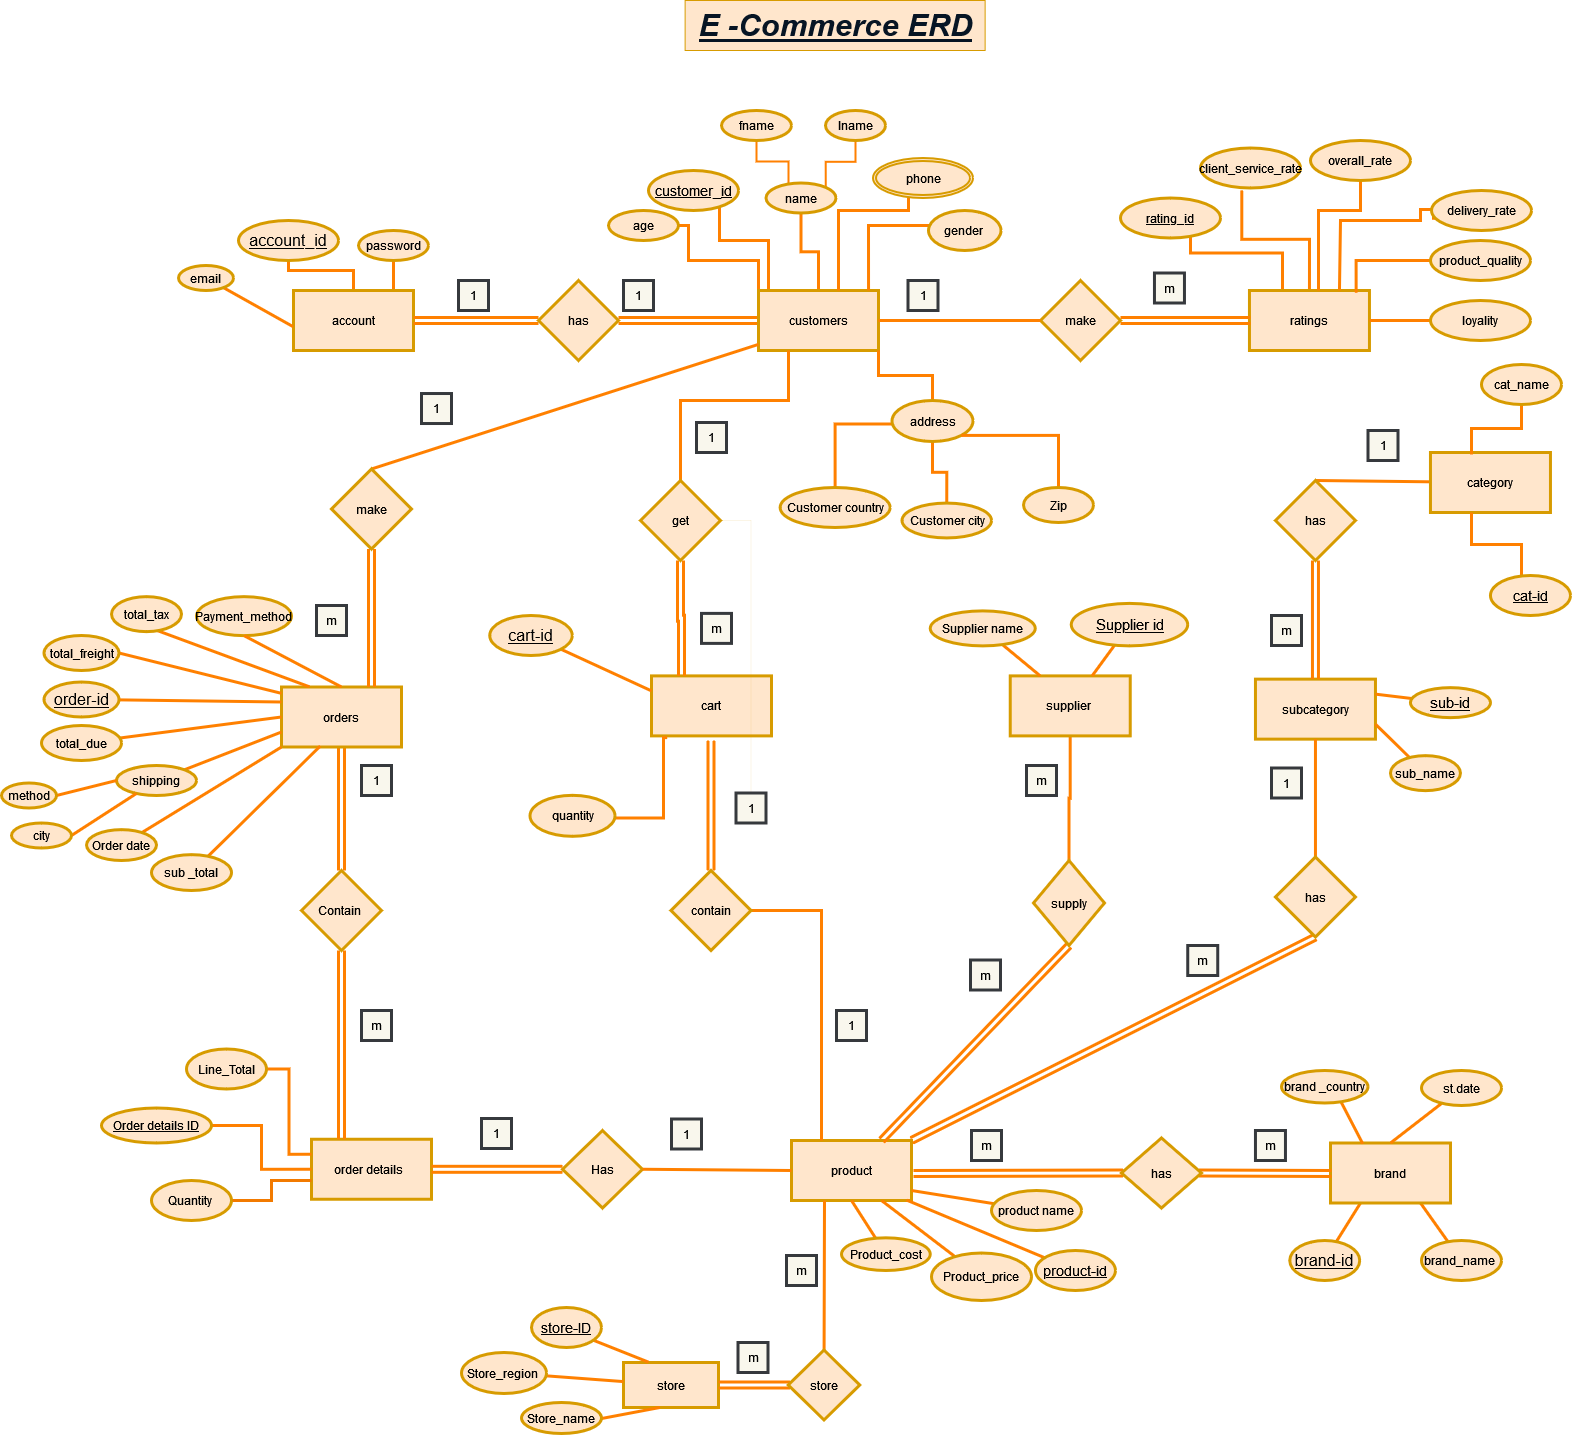 E -Commerce ERD
fname
lname
client_service_rate
overall_rate
customer_id
name
phone
rating_id
delivery_rate
age
gender
account_id
password
email
product_quality
1
1
1
m
account
has
customers
make
ratings
loyality
cat_name
1
1
address
1
category
make
get
Customer country
Customer city
Zip
has
cat-id
total_tax
Payment_method
m
m
m
total_freight
cart-id
Supplier name
Supplier id
order-id
orders
cart
supplier
subcategory
sub-id
total_due
shipping
1
m
1
sub_name
method
city
Order date
sub _total
quantity
1
Contain
contain
supply
has
m
m
m
1
Line_Total
Order details ID
Quantity
order details
1
Has
1
product
m
has
m
brand
brand _country
st.date
product name
Product_cost
Product_price
product-id
brand-id
brand_name
m
store-ID
Store_region
Store_name
store
m
store